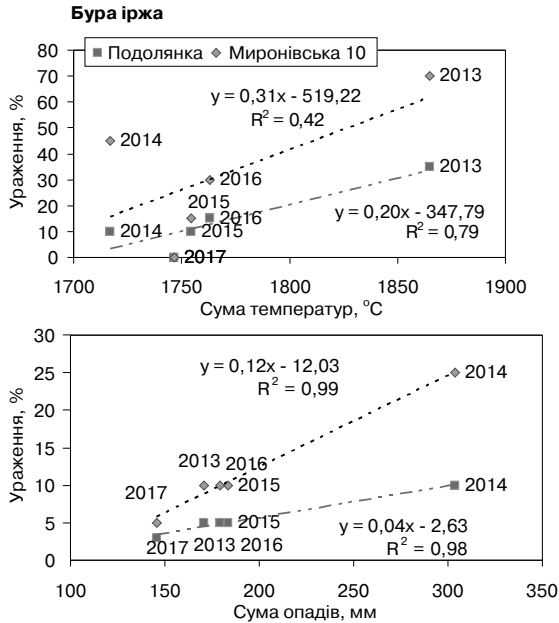 Бура іржа
Подолянка Миронівська 10
Ураження, %
80
70
60
50
40
30
20
10
0
y = 0,31x - 519,22
R² = 0,42
2013
2014
2016
2015
2013
2014
2016
2015
2017
y = 0,20x - 347,79
R² = 0,79
1700 1750 1800 1850 1900
Сума температур, °С
Ураження, %
30
25
20
15
10
5
0
y = 0,12x - 12,03
R² = 0,99
2014
2013 2016
2015
2017
2014
2015
2017 2013 2016
y = 0,04x - 2,63
R² = 0,98
100 150 200 250 300 350
Сума опадів, мм